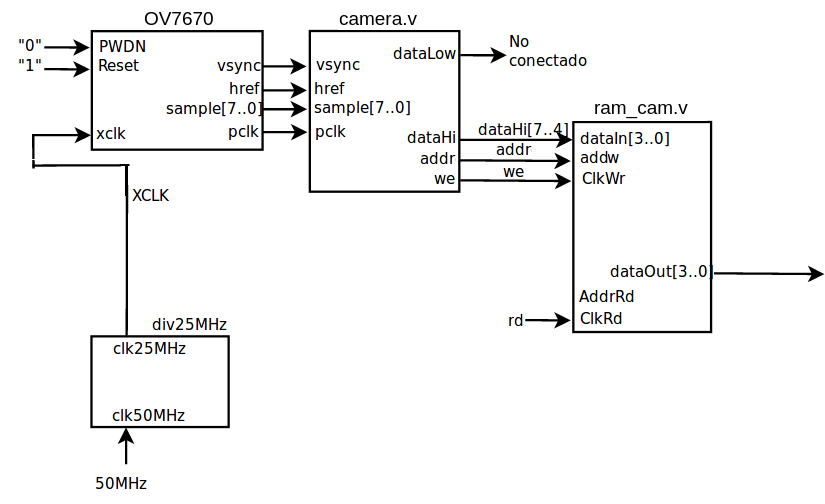 OV7670
"0"
PWDN
"1"
Reset
vsync
href
sample[7..0]
pclk
xclk
XCLK
camera.v
vsync
href
sample[7..0]
pclk
dataLow
No
conectado
dataHi
addr
we
dataHi[7..4]
addr
we
ram_cam.v
dataIn[3..0]
addw
ClkWr
dataOut[3..0]
AddrRd
rd
ClkRd
div25MHz
clk25MHz
clk50MHz
50MHz